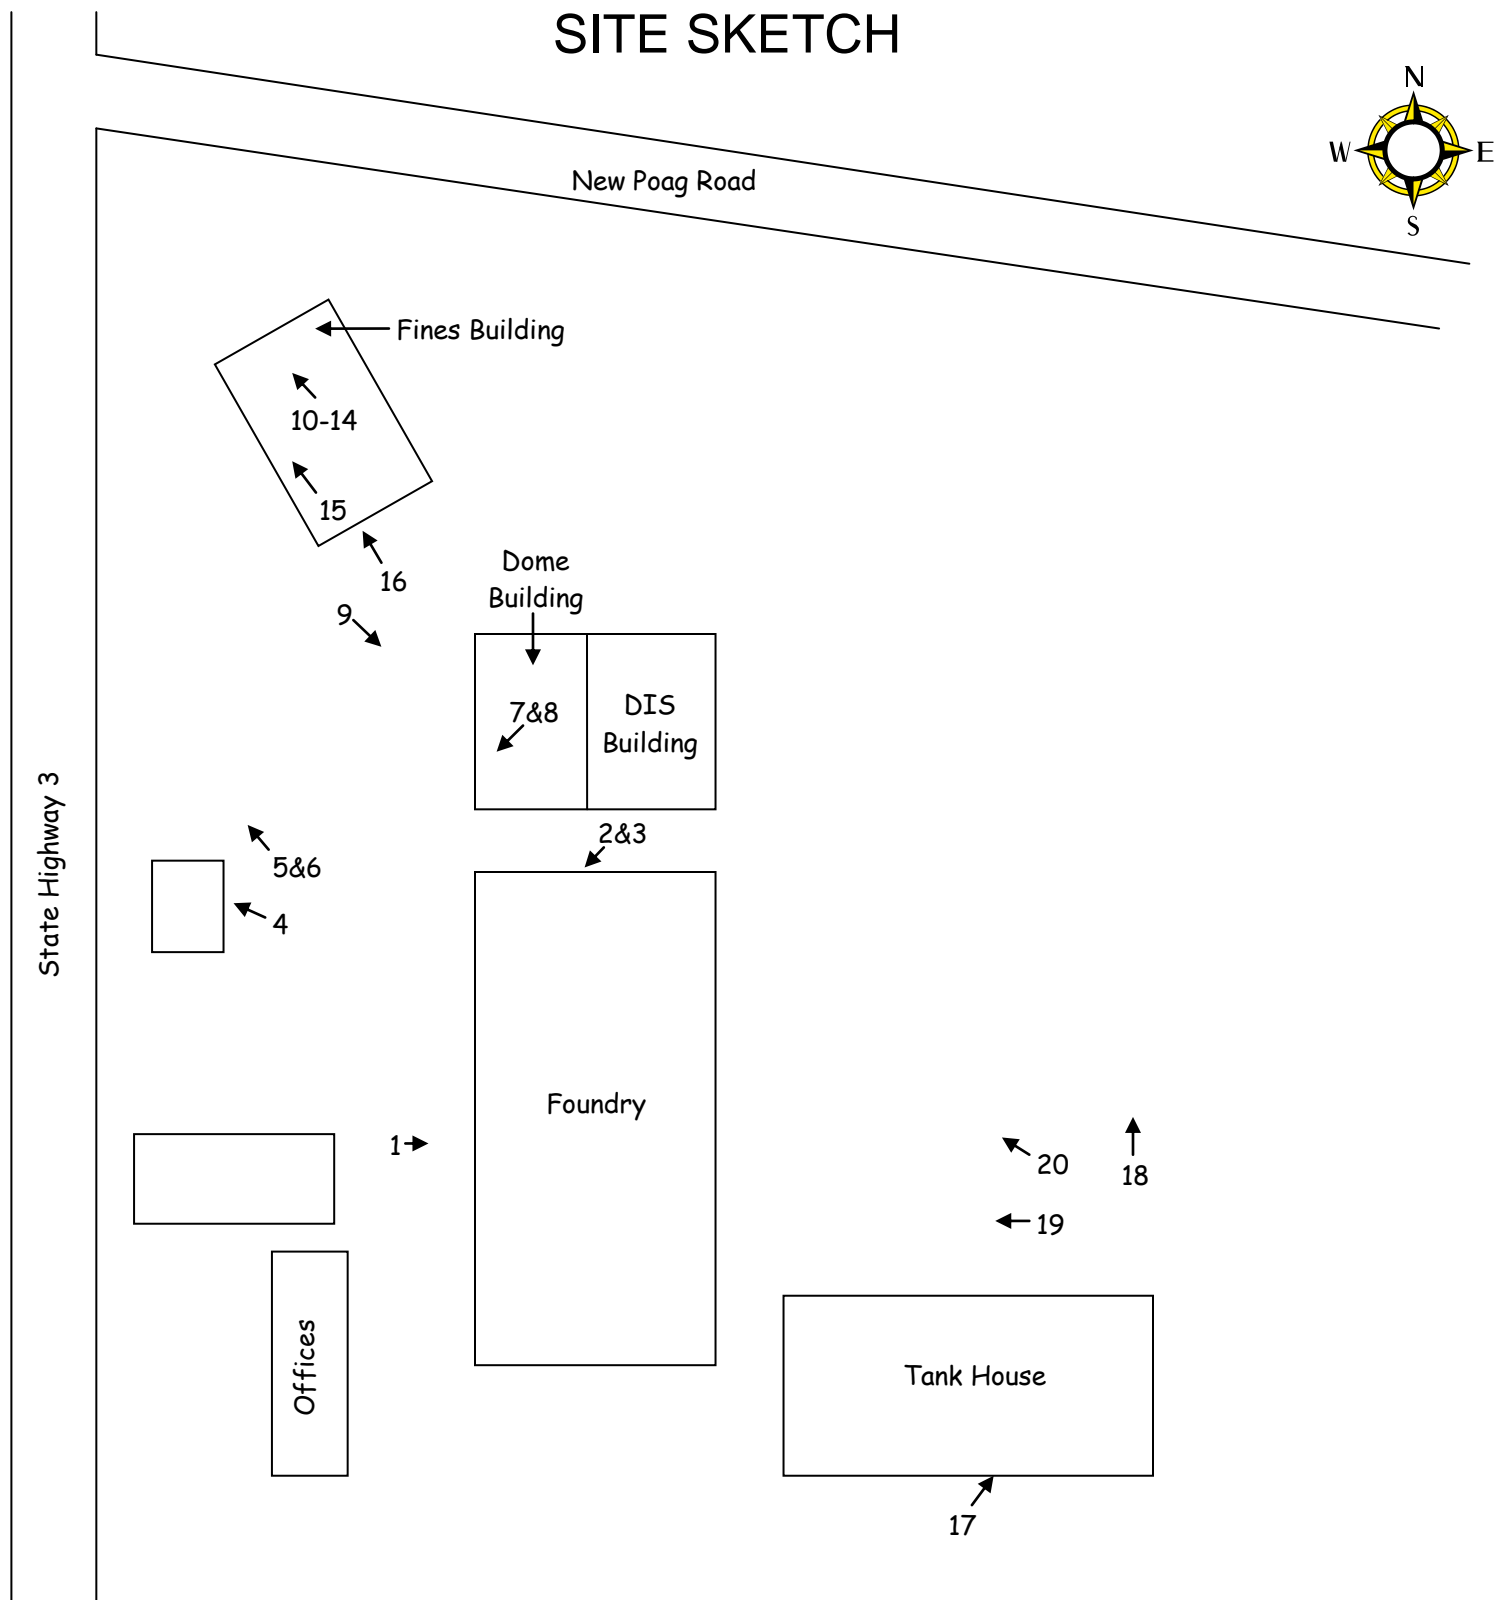 SITE SKETCH
N
W
E
S
New Poag Road
Fines Building
10-14
15
16
9
Dome
Building
7&8
DIS
Building
2&3
State Highway 3
5&6
4
Foundry
1
20
18
19
Offices
Tank House
17